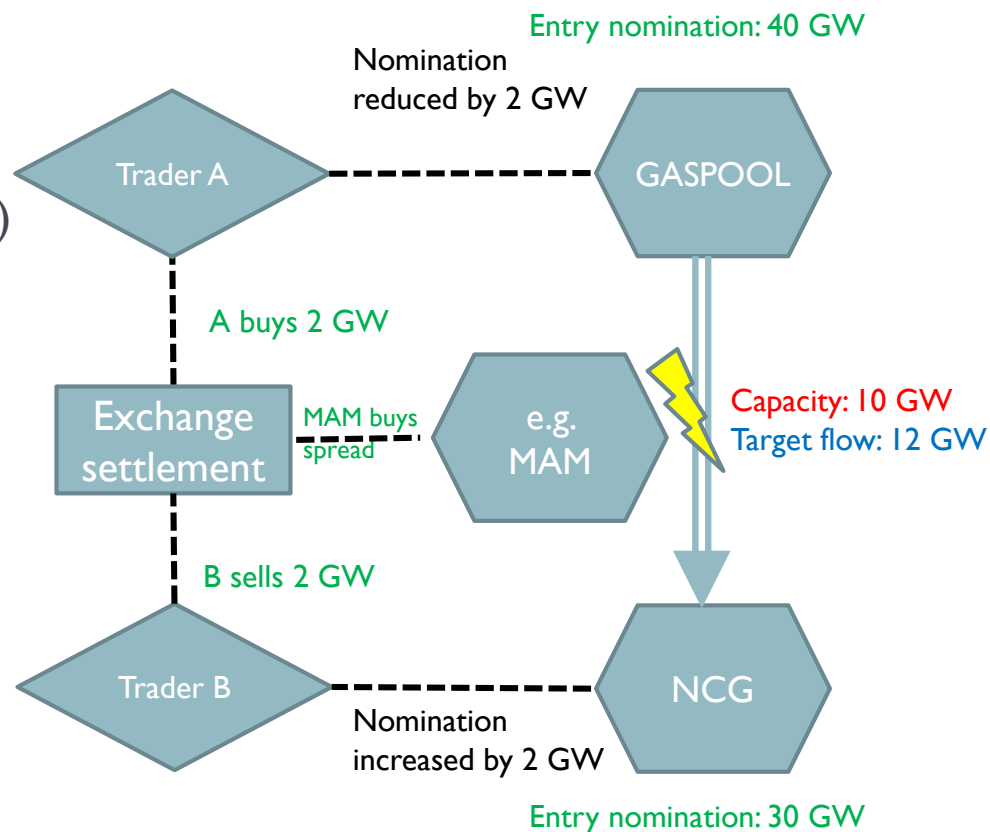 Entry nomination: 40 GW
Nomination
reduced by 2 GW
Trader A
GASPOOL
)
A buys 2 GW
Exchange
settlement
MAM buys
spread
e.g.
MAM
Capacity: 10 GW
Target flow: 12 GW
B sells 2 GW
Trader B
NCG
Nomination
increased by 2 GW
Entry nomination: 30 GW